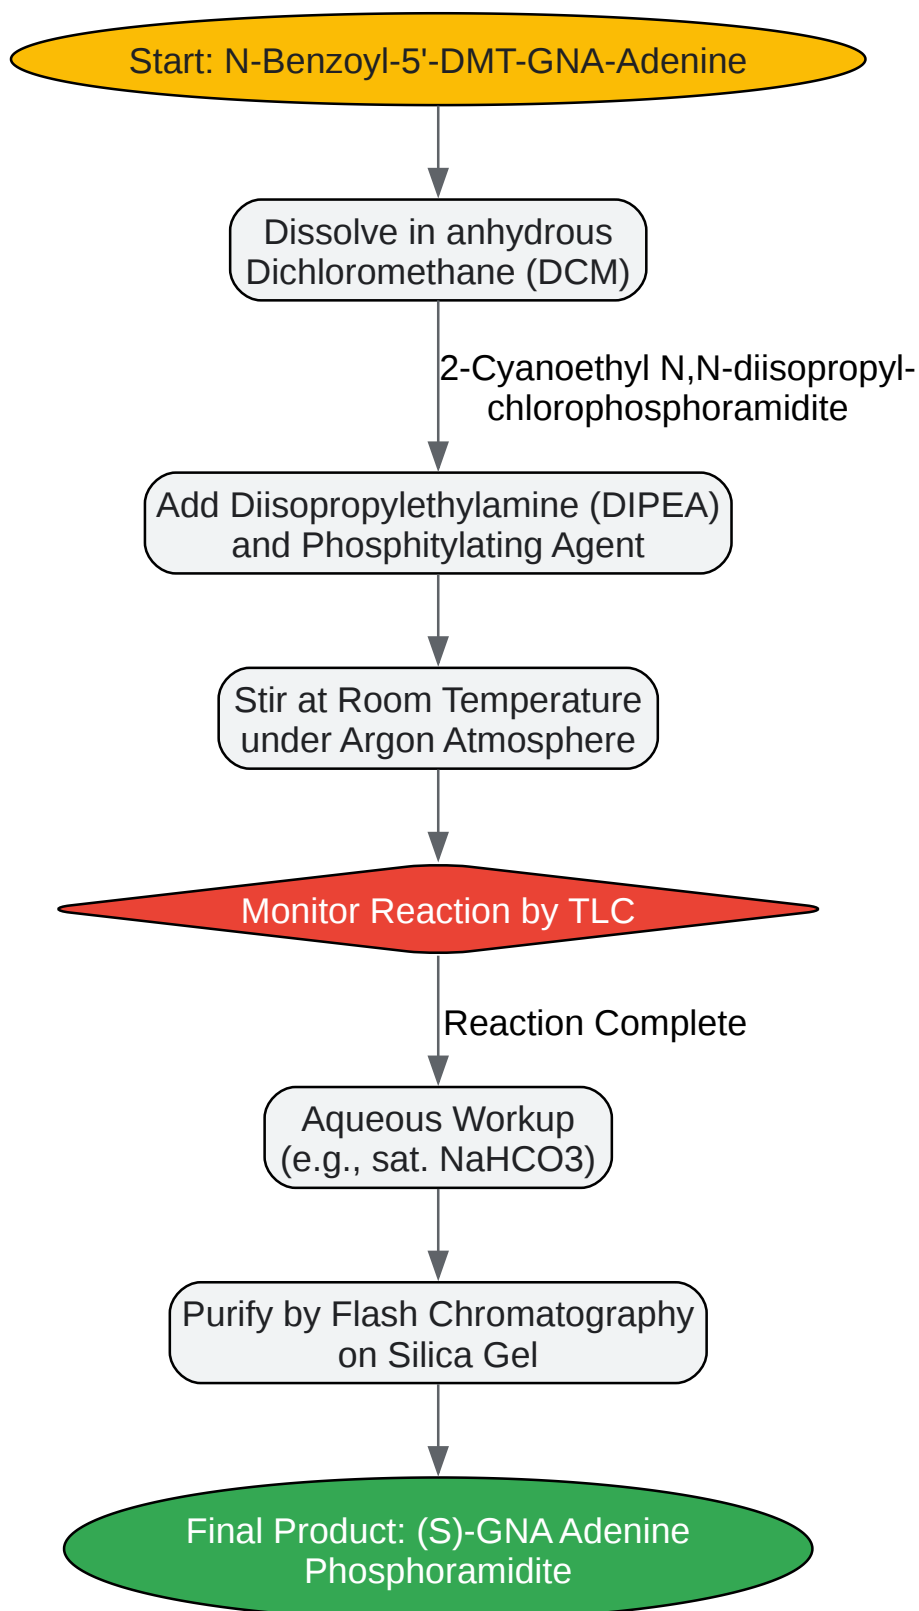 Start: N-Benzoyl-5'-DMT-GNA-Adenine
Dissolve in anhydrous
Dichloromethane (DCM)
2-Cyanoethyl N,N-diisopropyl-
chlorophosphoramidite
Add Diisopropylethylamine (DIPEA)
and Phosphitylating Agent
Stir at Room Temperature
under Argon Atmosphere
Monitor Reaction by TLC
Reaction Complete
Aqueous Workup
(e.g., sat. NaHCO3)
Purify by Flash Chromatography
on Silica Gel
Final Product: (S)-GNA Adenine
Phosphoramidite